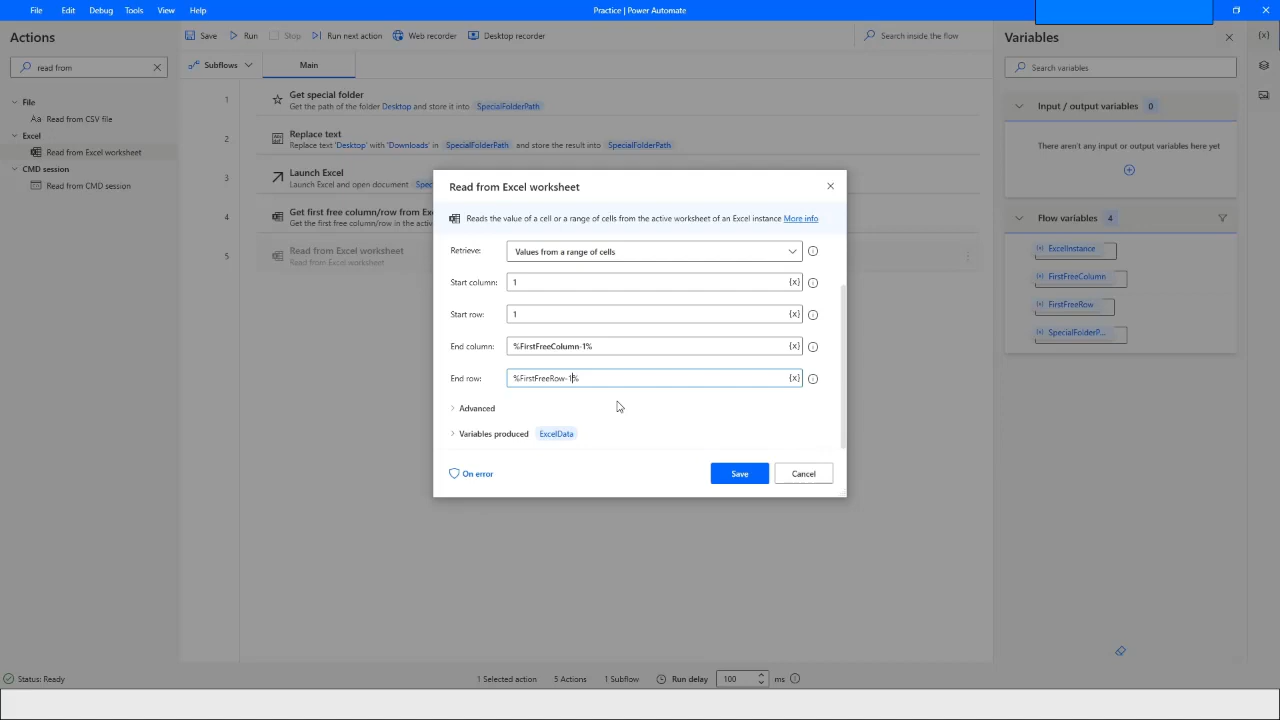 File Edit Debug Tools View Help
Practice | Power Automate
Actions
read from
File
Read from CSV file
Excel
Read from Excel worksheet
CMD session
Read from CMD session
Save Run Stop Run next action Web recorder Desktop recorder Search inside the flow
Subflows Main
1 Get special folder
Get the path of the folder Desktop and store it into SpecialFolderPath
2 Replace text
Replace text 'Desktop' with 'Downloads' in SpecialFolderPath and store the result into SpecialFolderPath
3 Launch Excel
Launch Excel and open document
4 Get first free column/row from
Get the first free column/row in the
5 Read from Excel worksheet
Read from Excel worksheet
Read from Excel worksheet
Reads the value of a cell or a range of cells from the active worksheet of an Excel instance More info
Retrieve: Values from a range of cells
Start column: 1 {x}
Start row: 1 {x}
End column: %FirstFreeColumn-1% {x}
End row: %FirstFreeRow-1% {x}
Advanced
Variables produced ExcelData
On error Save Cancel
Variables
{x}
Search variables
Input / output variables 0
There aren't any input or output variables here yet
Flow variables 4
{x} ExcelInstance
{x} FirstFreeColumn
{x} FirstFreeRow
{x} SpecialFolderP...
Status: Ready 1 Selected action 5 Actions 1 Subflow Run delay 100 ms